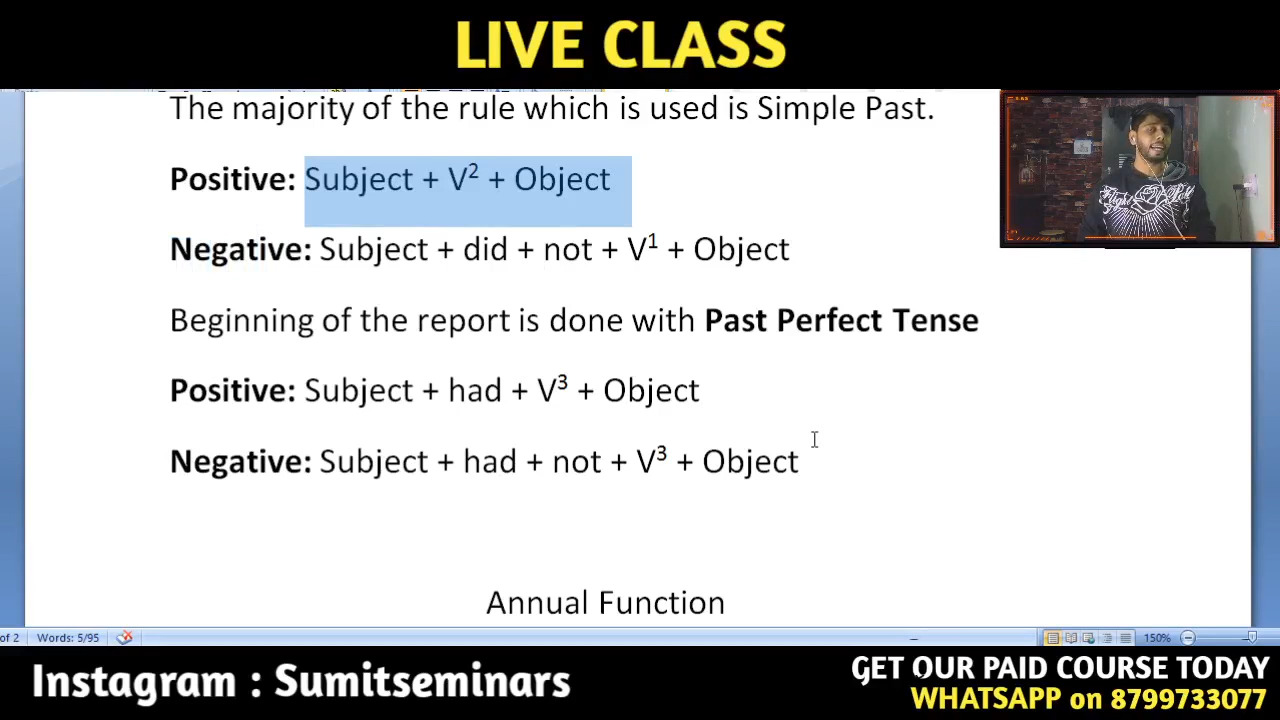 LIVE CLASS
The majority of the rule which is used is Simple Past.
Positive: Subject + V² + Object
Negative: Subject + did + not + V¹ + Object
Beginning of the report is done with Past Perfect Tense
Positive: Subject + had + V³ + Object
Negative: Subject + had + not + V³ + Object
Annual Function
of 2 Words: 5/95 150%
Instagram : Sumitseminars
GET OUR PAID COURSE TODAY
WHATSAPP on 8799733077